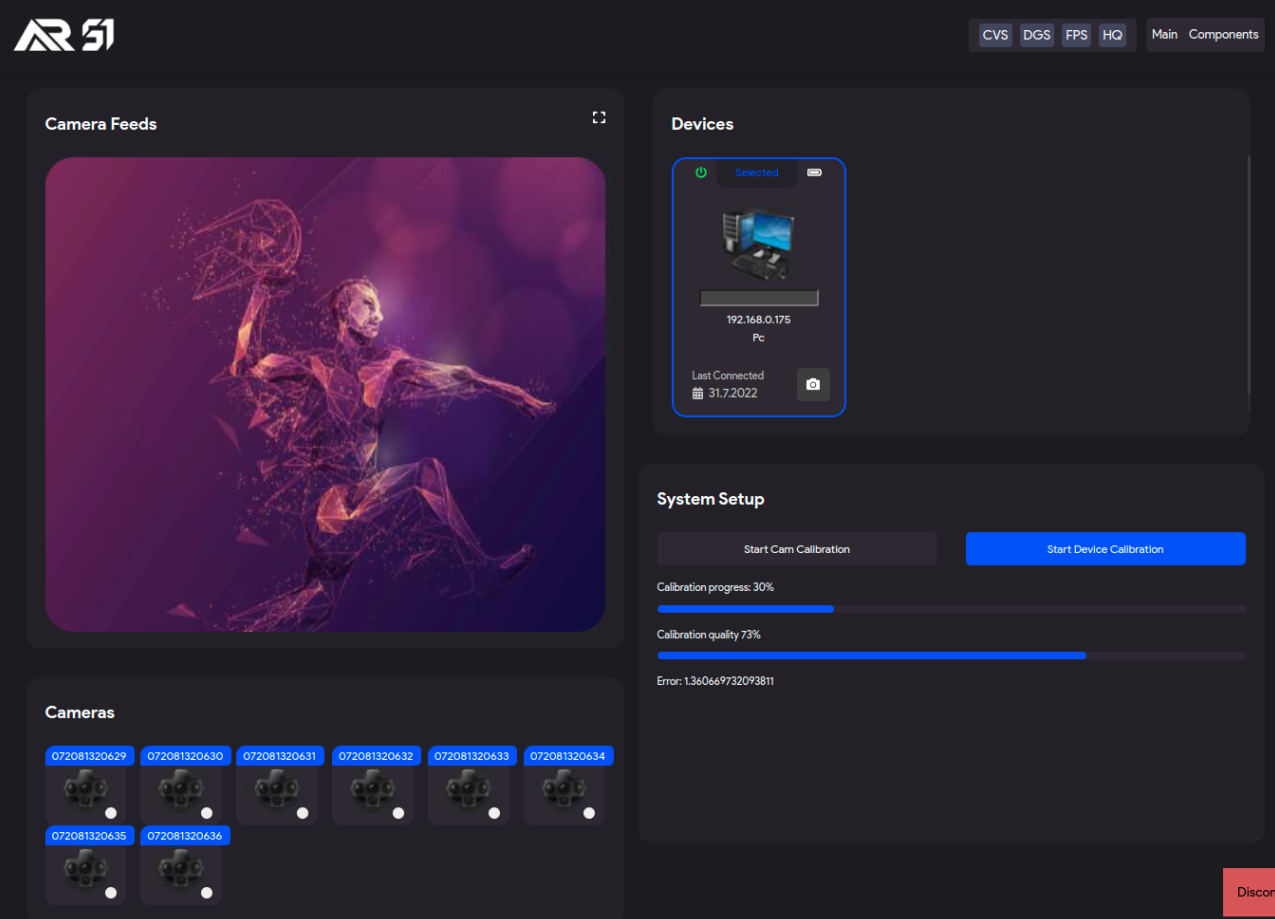 AR 51
CVS DGS FPS HQ Main Components
Camera Feeds
Devices
Selected
192.168.0.175
Pc
Last Connected
31.7.2022
System Setup
Start Cam Calibration Start Device Calibration
Calibration progress: 30%
Calibration quality 73%
Error: 1.360669732093811
Cameras
072081320629 072081320630 072081320631 072081320632 072081320633 072081320634
072081320635 072081320636
Discon